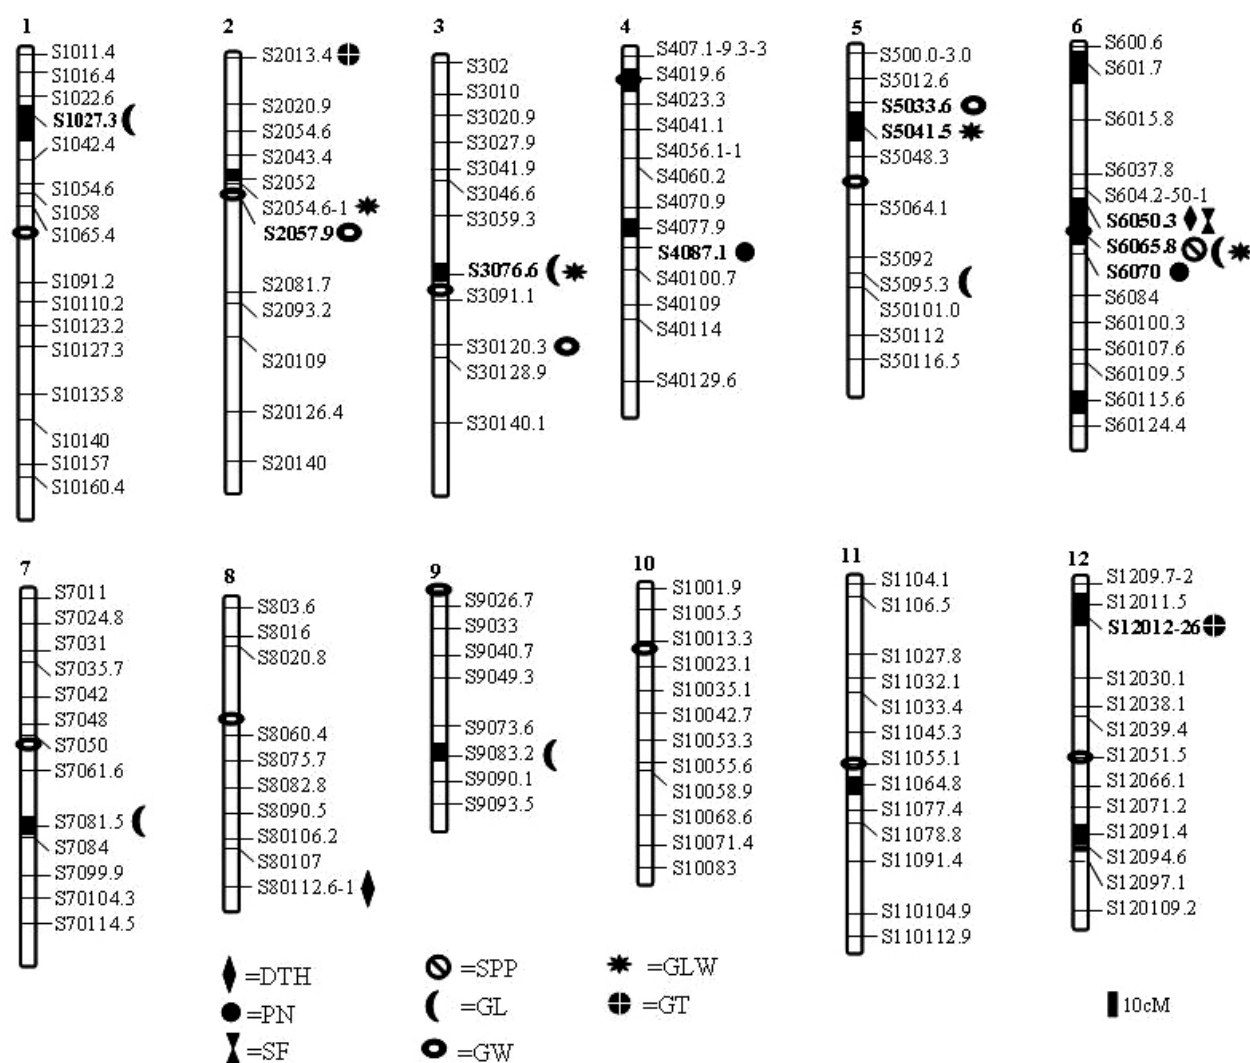 1
S1011.4
S1016.4
S1022.6
S1027.3
S1042.4
S1054.6
S1058
S1065.4
S1091.2
S10110.2
S10123.2
S10127.3
S10135.8
S10140
S10157
S10160.4
2
S2013.4
S2020.9
S2054.6
S2043.4
S2052
S2054.6-1
S2057.9
S2081.7
S2093.2
S20109
S20126.4
S20140
3
S302
S3010
S3020.9
S3027.9
S3041.9
S3046.6
S3059.3
S3076.6
S3091.1
S30120.3
S30128.9
S30140.1
4
S407.1-9.3-3
S4019.6
S4023.3
S4041.1
S4056.1-1
S4060.2
S4070.9
S4077.9
S4087.1
S40100.7
S40109
S40114
S40129.6
5
S500.0-3.0
S5012.6
S5033.6
S5041.5
S5048.3
S5064.1
S5092
S5095.3
S50101.0
S50112
S50116.5
6
S600.6
S601.7
S6015.8
S6037.8
S604.2-50-1
S6050.3
S6065.8
S6070
S6084
S60100.3
S60107.6
S60109.5
S60115.6
S60124.4
7
S7011
S7024.8
S7031
S7035.7
S7042
S7048
S7050
S7061.6
S7081.5
S7084
S7099.9
S70104.3
S70114.5
8
S803.6
S8016
S8020.8
S8060.4
S8075.7
S8082.8
S8090.5
S80106.2
S80107
S80112.6-1
9
S9026.7
S9033
S9040.7
S9049.3
S9073.6
S9083.2
S9090.1
S9093.5
10
S1001.9
S1005.5
S10013.3
S10023.1
S10035.1
S10042.7
S10053.3
S10055.6
S10058.9
S10068.6
S10071.4
S10083
11
S1104.1
S1106.5
S11027.8
S11032.1
S11033.4
S11045.3
S11055.1
S11064.8
S11077.4
S11078.8
S11091.4
S110104.9
S110112.9
12
S1209.7-2
S12011.5
S12012-26
S12030.1
S12038.1
S12039.4
S12051.5
S12066.1
S12071.2
S12091.4
S12094.6
S12097.1
S120109.2
=DTH
=PN
=SF
=SPP
=GL
=GW
=GLW
=GT
10cM